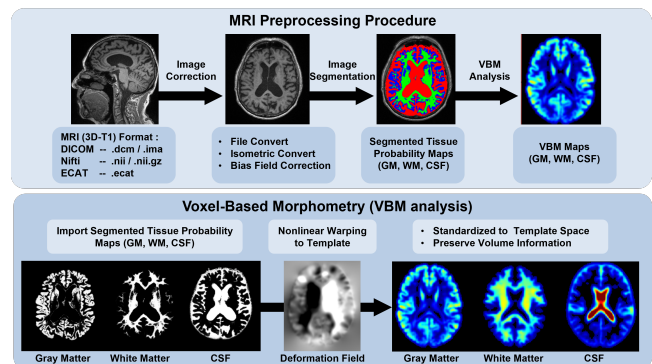 MRI Preprocessing Procedure
Image
Correction
Image
Segmentation
VBM
Analysis
MRI (3D-T1) Format :
DICOM -- .dcm / .ima
Nifti -- .nii / .nii.gz
ECAT -- .ecat
• File Convert
• Isometric Convert
• Bias Field Correction
Segmented Tissue
Probability Maps
(GM, WM, CSF)
VBM Maps
(GM, WM, CSF)
Voxel-Based Morphometry (VBM analysis)
Import Segmented Tissue Probability
Maps (GM, WM, CSF)
Nonlinear Warping
to Template
• Standardized to Template Space
• Preserve Volume Information
Gray Matter White Matter CSF
Deformation Field
Gray Matter White Matter CSF